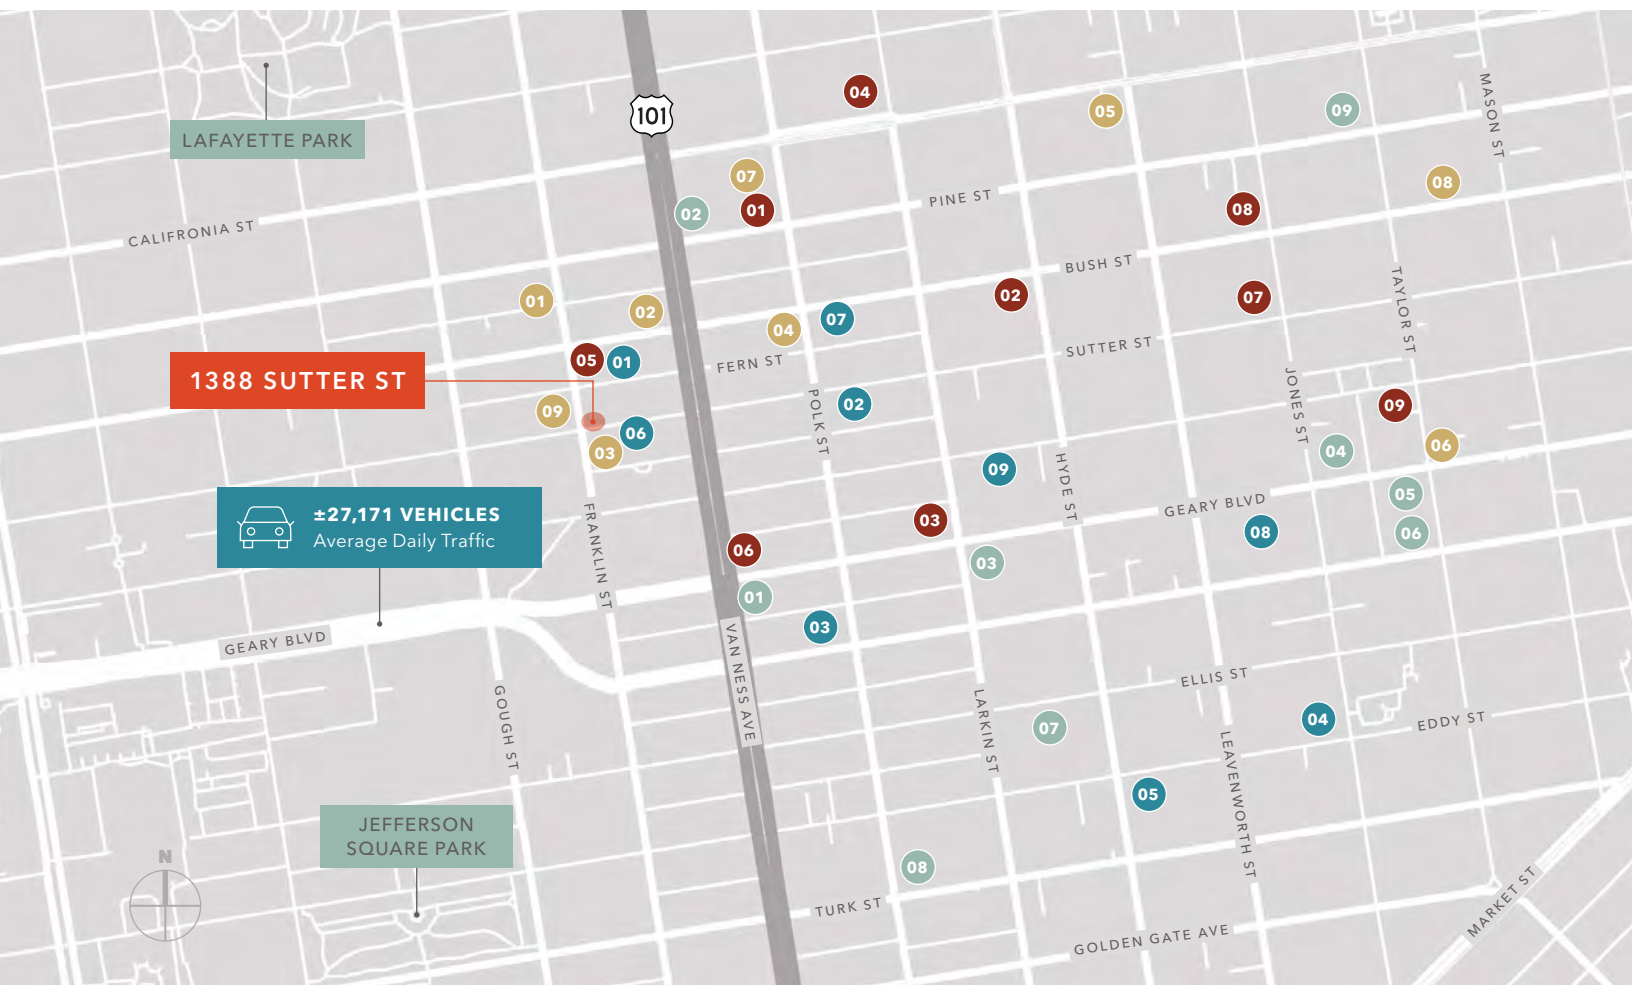 04
05
09
MASON ST
101
LAFAYETTE PARK
07
08
02
01
08
PINE ST
CALIFRONIA ST
BUSH ST
01
02
02
07
04
07
TAYLOR ST
SUTTER ST
05
01
FERN ST
1388 SUTTER ST
JONES ST
POLK ST
09
02
09
06
03
04
06
09
HYDE ST
±27,171 VEHICLES
Average Daily Traffic
FRANKLIN ST
GEARY BLVD
05
03
08
06
06
03
01
03
GEARY BLVD
VAN NESS AVE
ELLIS ST
GOUGH ST
LARKIN ST
07
04
EDDY ST
LEAVENWORTH ST
05
JEFFERSON
SQUARE PARK
N
08
TURK ST
MARKET ST
GOLDEN GATE AVE